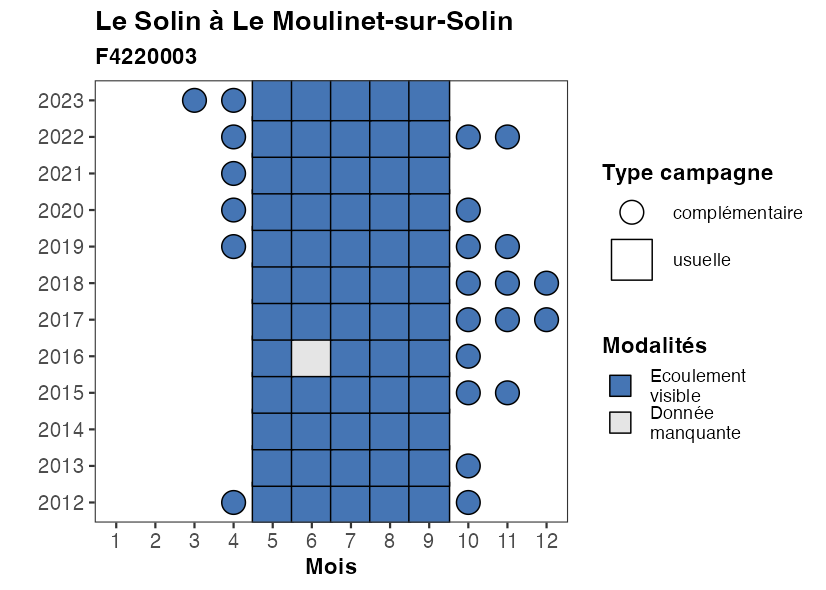 Le Solin à Le Moulinet-sur-Solin
F4220003
2023
2022
2021
2020
2019
2018
2017
2016
2015
2014
2013
2012
1 2 3 4 5 6 7 8 9 10 11 12
Mois
Type campagne
complémentaire
usuelle
Modalités
Ecoulement
visible
Donnée
manquante